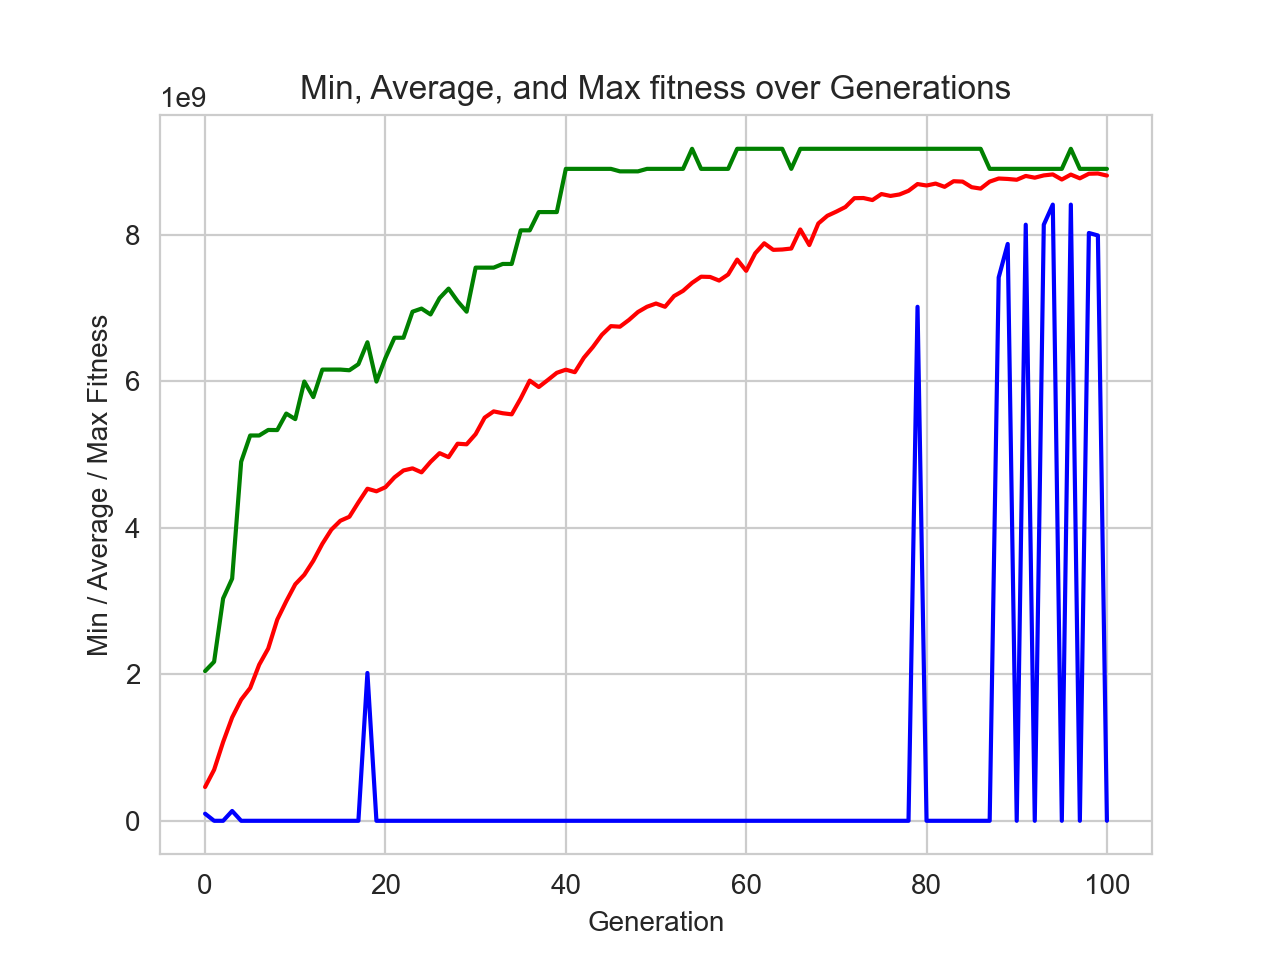 Min, Average, and Max fitness over Generations
1e9
Min / Average / Max Fitness
8
6
4
2
0
0 20 40 60 80 100
Generation